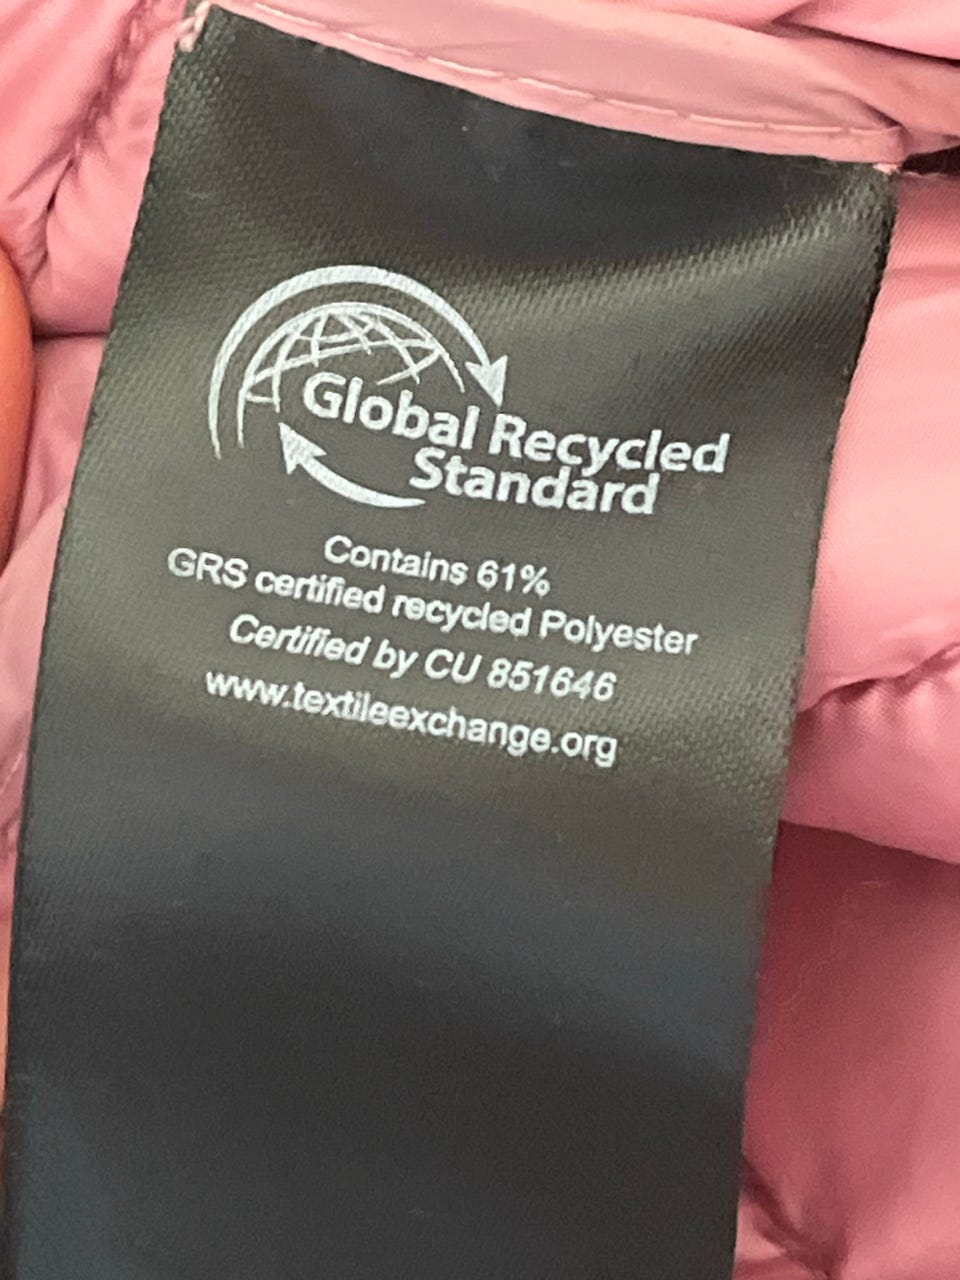 Global Recycled
Standard
Contains 61%
GRS certified recycled Polyester
Certified by CU 851646
www.textileexchange.org